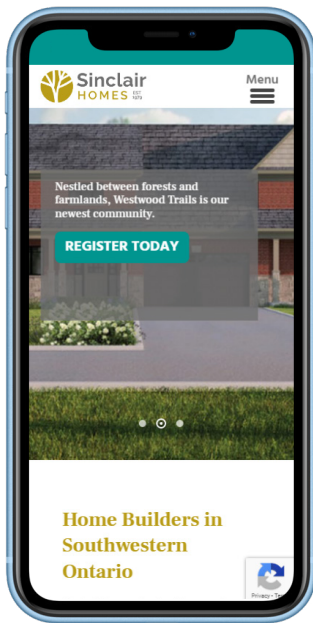 Sinclair
HOMES EST 1979
Menu
Nestled between forests and
farmlands, Westwood Trails is our
newest community.
REGISTER TODAY
Home Builders in
Southwestern
Ontario
Privacy -